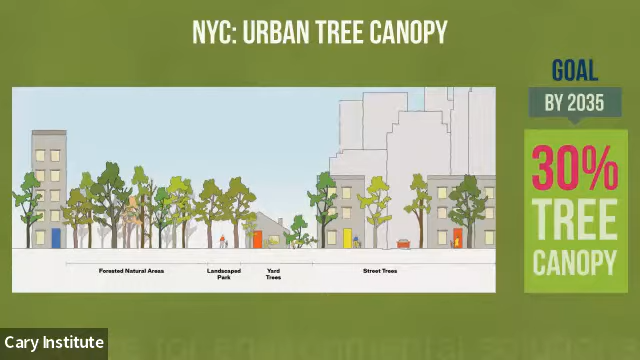 NYC: URBAN TREE CANOPY
GOAL
BY 2035
30%
TREE
CANOPY
Forested Natural Areas
Landscaped
Park
Yard
Trees
Street Trees
Cary Institute